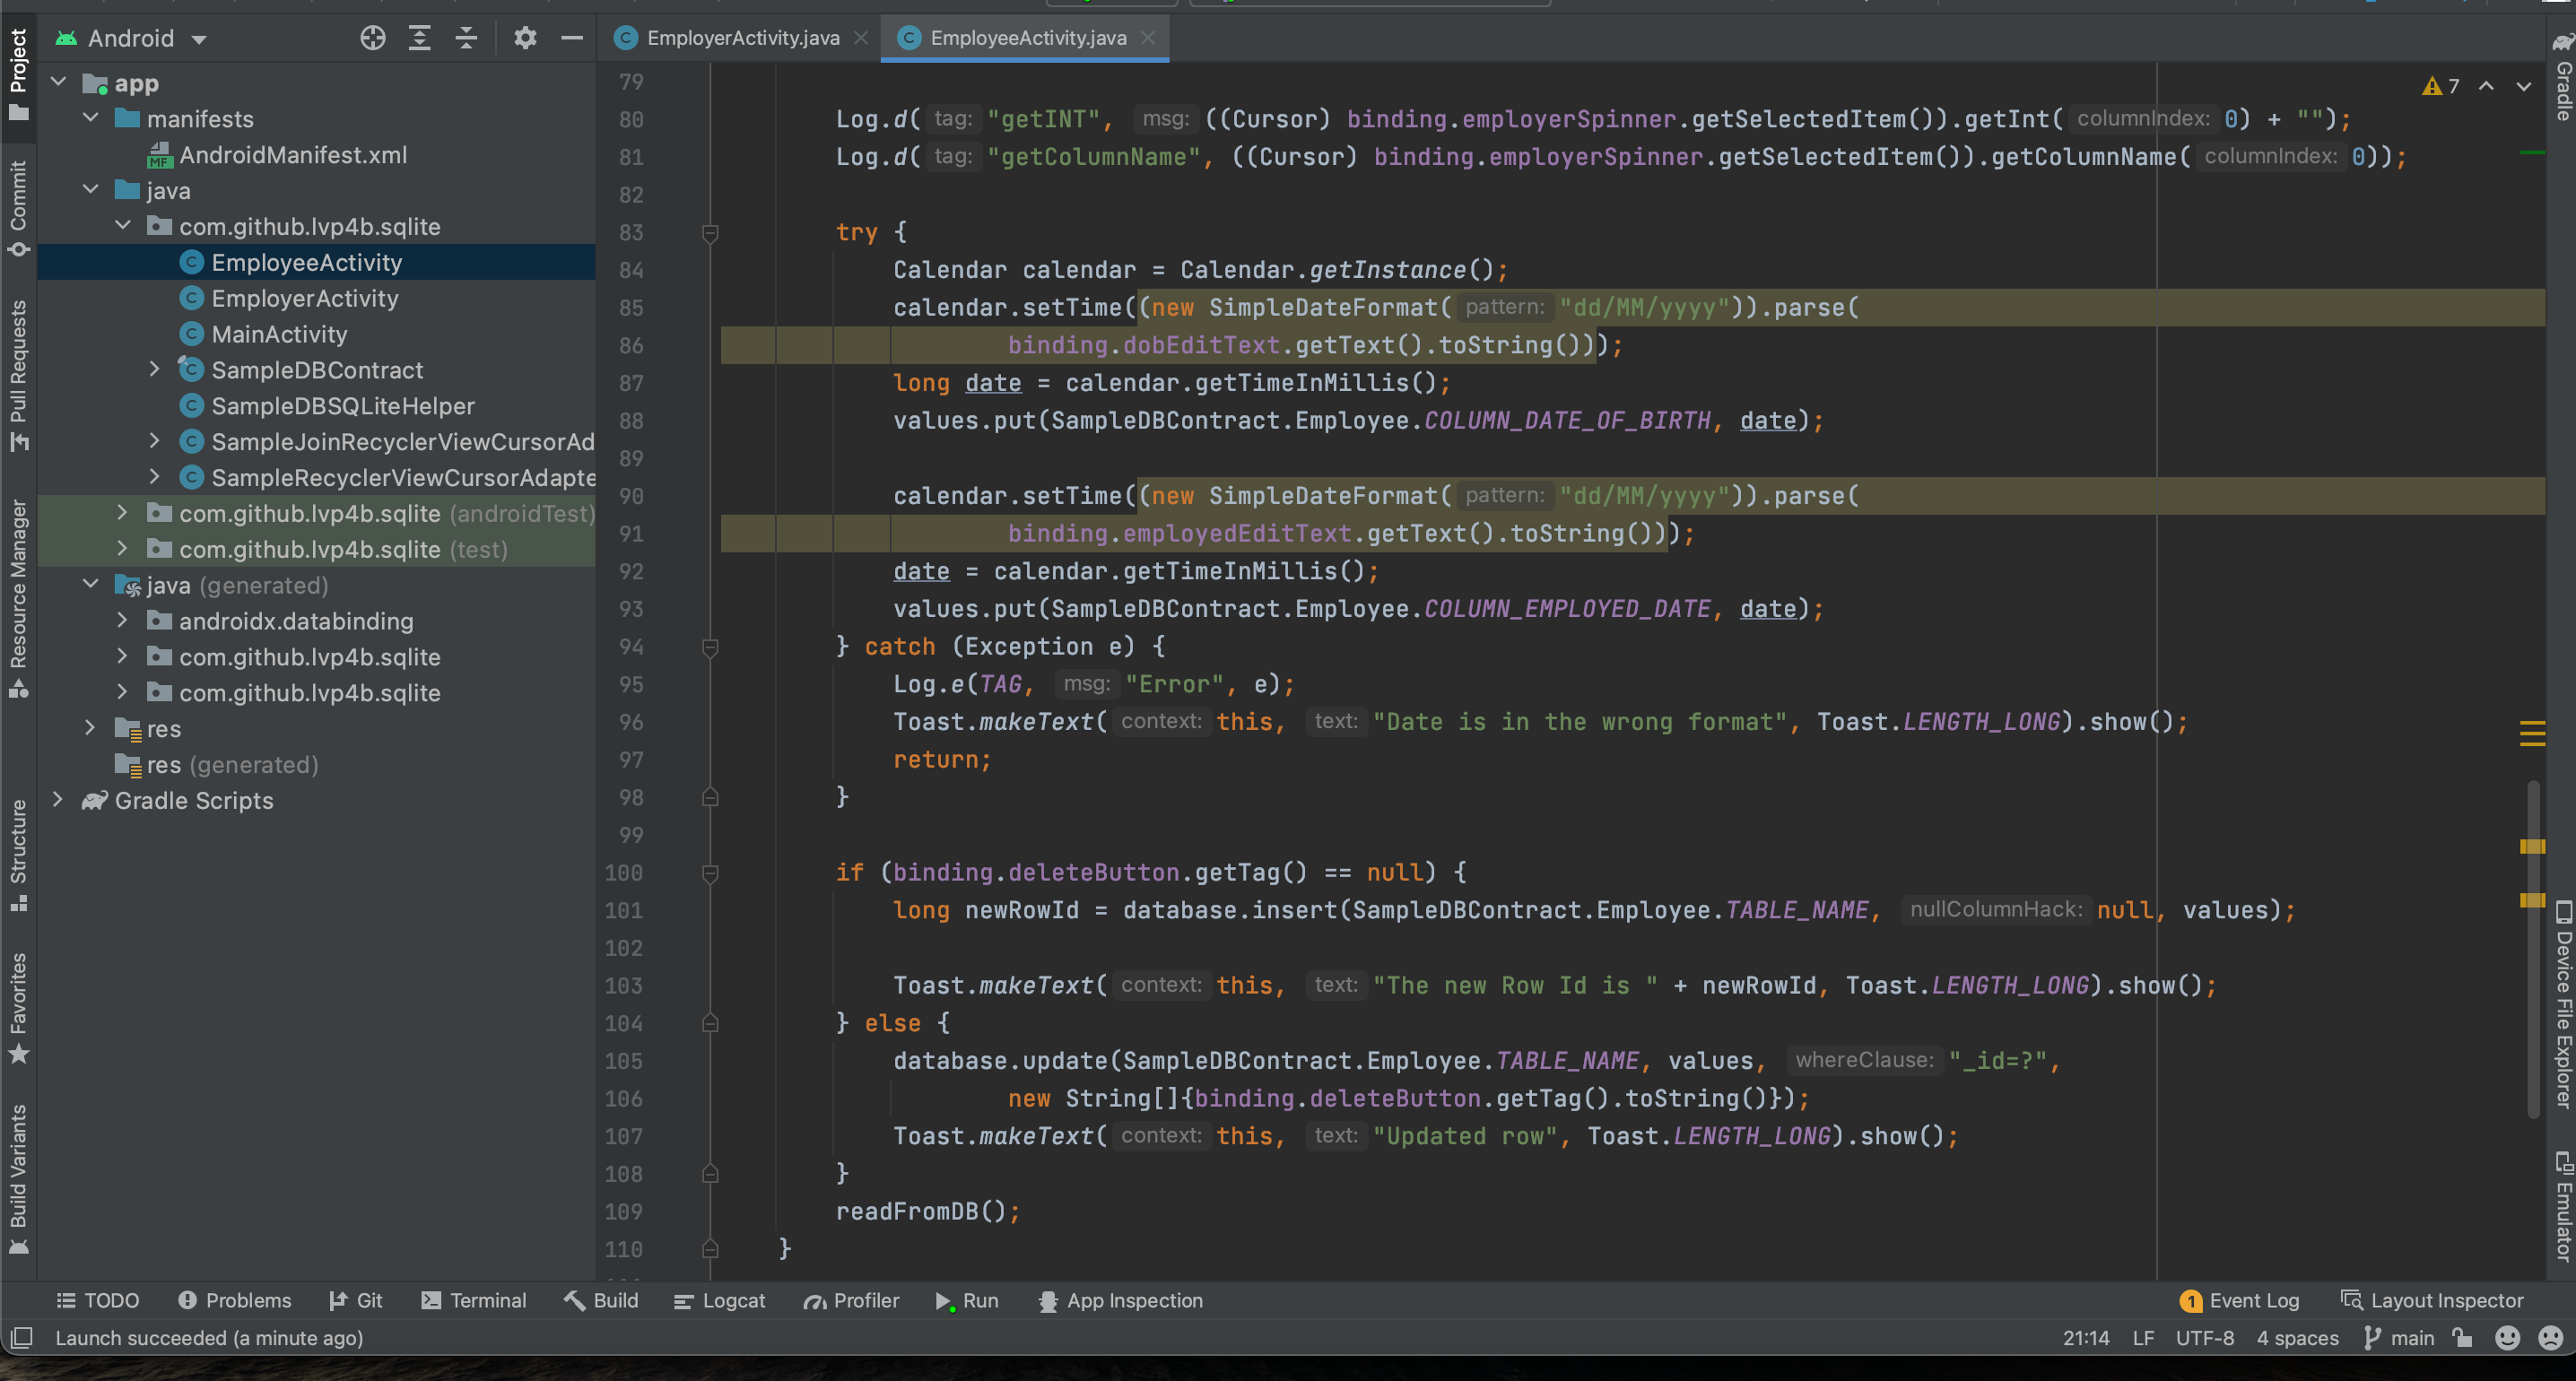 Android
EmployerActivity.java
EmployeeActivity.java
Project
Commit
Pull Requests
Resource Manager
Structure
Favorites
Build Variants
app
manifests
AndroidManifest.xml
java
com.github.lvp4b.sqlite
EmployeeActivity
EmployerActivity
MainActivity
SampleDBContract
SampleDBSQLiteHelper
SampleJoinRecyclerViewCursorAd
SampleRecyclerViewCursorAdapte
com.github.lvp4b.sqlite (androidTest)
com.github.lvp4b.sqlite (test)
java (generated)
androidx.databinding
com.github.lvp4b.sqlite
com.github.lvp4b.sqlite
res
res (generated)
Gradle Scripts
7
79
80 Log.d( tag: "getINT", msg: ((Cursor) binding.employerSpinner.getSelectedItem()).getInt( columnIndex: 0) + "");
81 Log.d( tag: "getColumnName", ((Cursor) binding.employerSpinner.getSelectedItem()).getColumnName( columnIndex: 0));
82
83 try {
84 Calendar calendar = Calendar.getInstance();
85 calendar.setTime((new SimpleDateFormat( pattern: "dd/MM/yyyy")).parse(
86 binding.dobEditText.getText().toString()));
87 long date = calendar.getTimeInMillis();
88 values.put(SampleDBContract.Employee.COLUMN_DATE_OF_BIRTH, date);
89
90 calendar.setTime((new SimpleDateFormat( pattern: "dd/MM/yyyy")).parse(
91 binding.employedEditText.getText().toString()));
92 date = calendar.getTimeInMillis();
93 values.put(SampleDBContract.Employee.COLUMN_EMPLOYED_DATE, date);
94 } catch (Exception e) {
95 Log.e(TAG, msg: "Error", e);
96 Toast.makeText( context: this, text: "Date is in the wrong format", Toast.LENGTH_LONG).show();
97 return;
98 }
99
100 if (binding.deleteButton.getTag() == null) {
101 long newRowId = database.insert(SampleDBContract.Employee.TABLE_NAME, nullColumnHack: null, values);
102
103 Toast.makeText( context: this, text: "The new Row Id is " + newRowId, Toast.LENGTH_LONG).show();
104 } else {
105 database.update(SampleDBContract.Employee.TABLE_NAME, values, whereClause: "_id=?",
106 new String[]{binding.deleteButton.getTag().toString()});
107 Toast.makeText( context: this, text: "Updated row", Toast.LENGTH_LONG).show();
108 }
109 readFromDB();
110 }
Gradle
Device File Explorer
Emulator
TODO Problems Git Terminal Build Logcat Profiler Run App Inspection 1 Event Log Layout Inspector
Launch succeeded (a minute ago) 21:14 LF UTF-8 4 spaces main